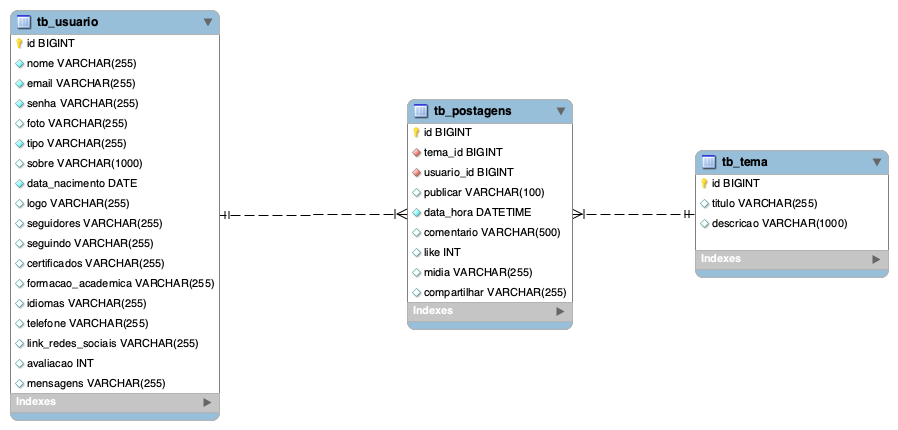 tb_usuario
id BIGINT
nome VARCHAR(255)
email VARCHAR(255)
senha VARCHAR(255)
foto VARCHAR(255)
tipo VARCHAR(255)
sobre VARCHAR(1000)
data_nacimento DATE
logo VARCHAR(255)
seguidores VARCHAR(255)
seguindo VARCHAR(255)
certificados VARCHAR(255)
formacao_academica VARCHAR(255)
idiomas VARCHAR(255)
telefone VARCHAR(255)
link_redes_sociais VARCHAR(255)
avaliacao INT
mensagens VARCHAR(255)
Indexes
tb_postagens
id BIGINT
tema_id BIGINT
usuario_id BIGINT
publicar VARCHAR(100)
data_hora DATETIME
comentario VARCHAR(500)
like INT
midia VARCHAR(255)
compartilhar VARCHAR(255)
Indexes
tb_tema
id BIGINT
titulo VARCHAR(255)
descricao VARCHAR(1000)
Indexes